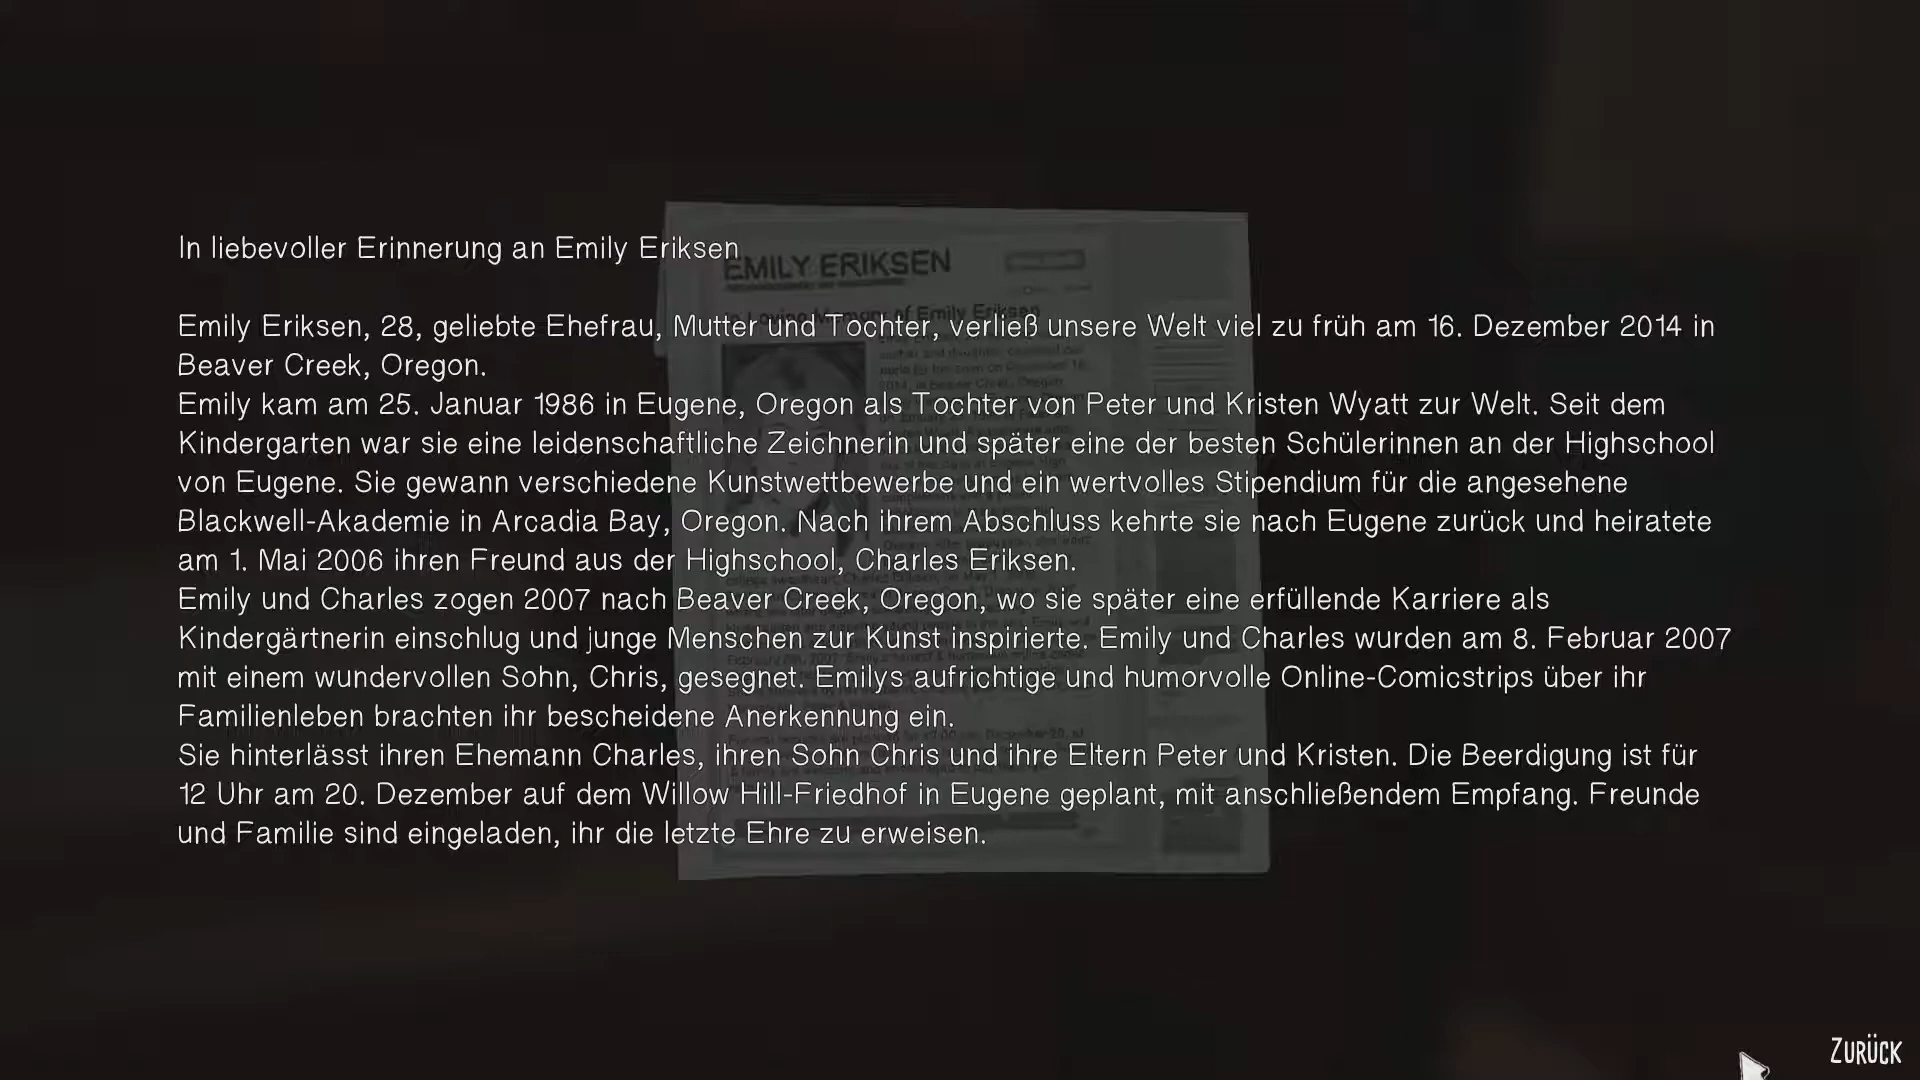 In liebevoller Erinnerung an Emily Eriksen
EMILY ERIKSEN
In Loving Memory of Emily Eriksen
Emily Eriksen, 28, geliebte Ehefrau, Mutter und Tochter, verließ unsere Welt viel zu früh am 16. Dezember 2014 in
Beaver Creek, Oregon.
Emily kam am 25. Januar 1986 in Eugene, Oregon als Tochter von Peter und Kristen Wyatt zur Welt. Seit dem
Kindergarten war sie eine leidenschaftliche Zeichnerin und später eine der besten Schülerinnen an der Highschool
von Eugene. Sie gewann verschiedene Kunstwettbewerbe und ein wertvolles Stipendium für die angesehene
Blackwell-Akademie in Arcadia Bay, Oregon. Nach ihrem Abschluss kehrte sie nach Eugene zurück und heiratete
am 1. Mai 2006 ihren Freund aus der Highschool, Charles Eriksen.
Emily und Charles zogen 2007 nach Beaver Creek, Oregon, wo sie später eine erfüllende Karriere als
Kindergärtnerin einschlug und junge Menschen zur Kunst inspirierte. Emily und Charles wurden am 8. Februar 2007
mit einem wundervollen Sohn, Chris, gesegnet. Emilys aufrichtige und humorvolle Online-Comicstrips über ihr
Familienleben brachten ihr bescheidene Anerkennung ein.
Sie hinterlässt ihren Ehemann Charles, ihren Sohn Chris und ihre Eltern Peter und Kristen. Die Beerdigung ist für
12 Uhr am 20. Dezember auf dem Willow Hill-Friedhof in Eugene geplant, mit anschließendem Empfang. Freunde
und Familie sind eingeladen, ihr die letzte Ehre zu erweisen.
ZURÜCK